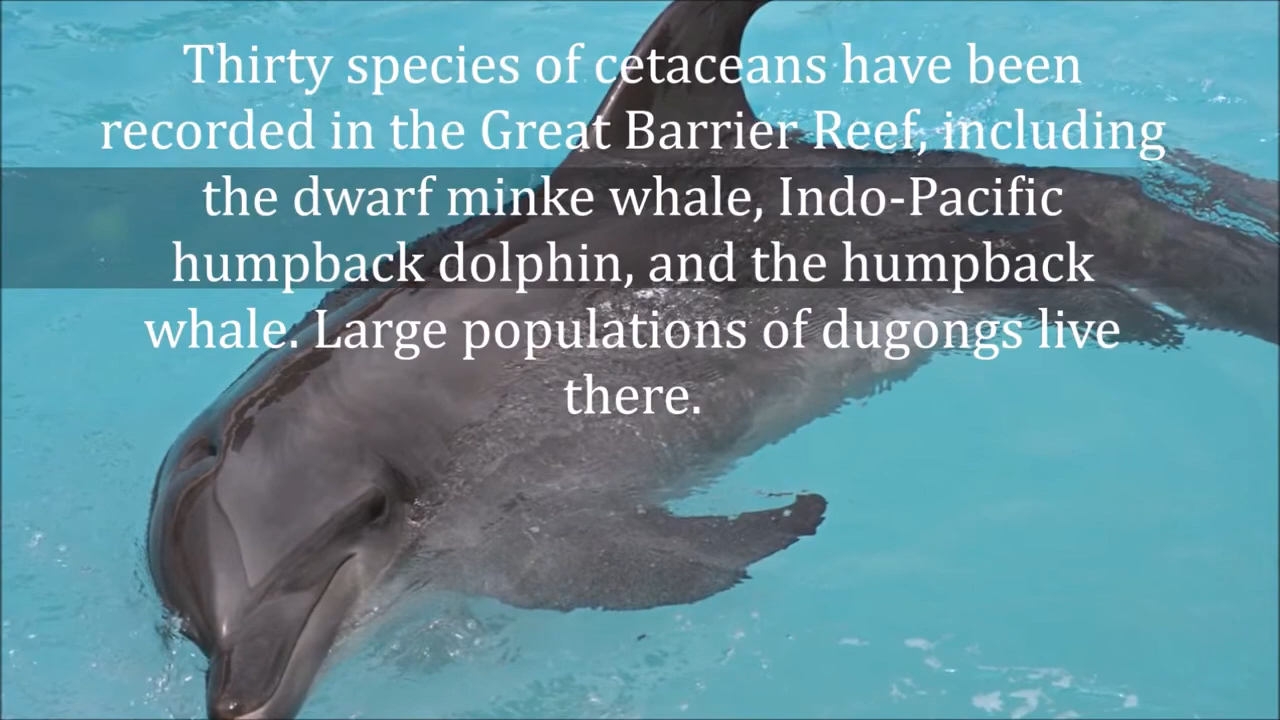 Thirty species of cetaceans have been
recorded in the Great Barrier Reef, including
the dwarf minke whale, Indo-Pacific
humpback dolphin, and the humpback
whale. Large populations of dugongs live
there.